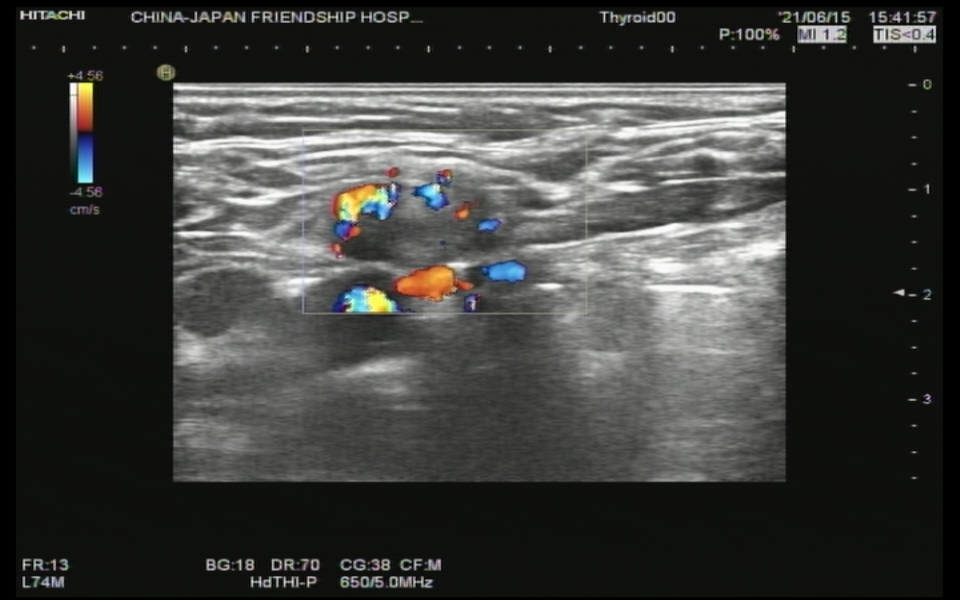 HITACHI CHINA-JAPAN FRIENDSHIP HOSP... Thyroid00 '21/06/15 15:41:57
P:100% MI 1.2 TIS<0.4
+4.56
-4.56
cm/s
H
0
1
2
3
FR:13 BG:18 DR:70 CG:38 CF:M
L74M HdTHI-P 650/5.0MHz